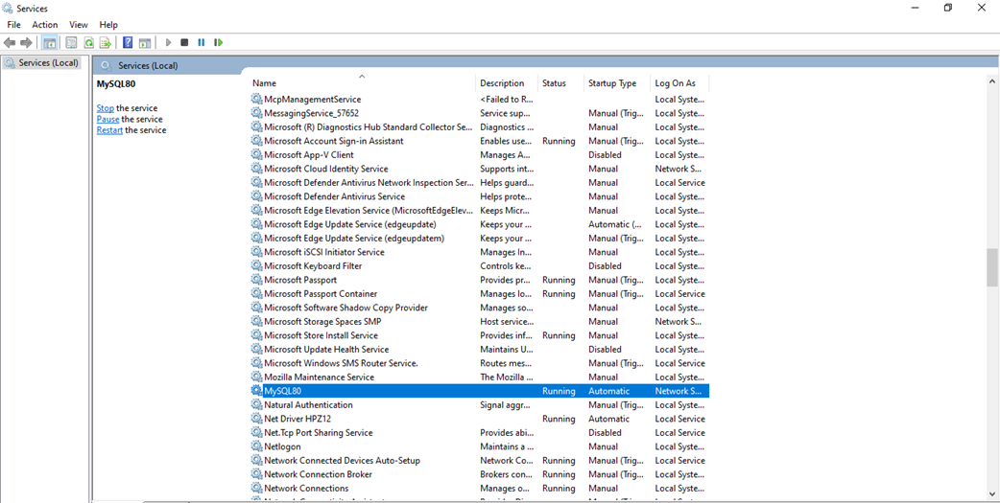 Services
File Action View Help
Services (Local)
Services (Local)
MySQL80
Stop the service
Pause the service
Restart the service
Name Description Status Startup Type Log On As
McpManagementService <Failed to R... Local Syste...
MessagingService_57652 Service sup... Manual (Trig... Local Syste...
Microsoft (R) Diagnostics Hub Standard Collector Se... Diagnostics ... Manual Local Syste...
Microsoft Account Sign-in Assistant Enables use... Running Manual (Trig... Local Syste...
Microsoft App-V Client Manages A... Disabled Local Syste...
Microsoft Cloud Identity Service Supports int... Manual Network S...
Microsoft Defender Antivirus Network Inspection Ser... Helps guard... Manual Local Service
Microsoft Defender Antivirus Service Helps prote... Manual Local Syste...
Microsoft Edge Elevation Service (MicrosoftEdgeElev... Keeps Micr... Manual Local Syste...
Microsoft Edge Update Service (edgeupdate) Keeps your ... Automatic (... Local Syste...
Microsoft Edge Update Service (edgeupdatem) Keeps your ... Manual (Trig... Local Syste...
Microsoft iSCSI Initiator Service Manages In... Manual Local Syste...
Microsoft Keyboard Filter Controls ke... Disabled Local Syste...
Microsoft Passport Provides pr... Running Manual (Trig... Local Syste...
Microsoft Passport Container Manages lo... Running Manual (Trig... Local Service
Microsoft Software Shadow Copy Provider Manages so... Manual Local Syste...
Microsoft Storage Spaces SMP Host service... Manual Network S...
Microsoft Store Install Service Provides inf... Running Manual Local Syste...
Microsoft Update Health Service Maintains U... Disabled Local Syste...
Microsoft Windows SMS Router Service. Routes mes... Manual (Trig... Local Service
Mozilla Maintenance Service The Mozilla ... Manual Local Syste...
MySQL80 Running Automatic Network S...
Natural Authentication Signal aggr... Manual (Trig... Local Syste...
Net Driver HPZ12 Running Automatic Local Service
Net.Tcp Port Sharing Service Provides abi... Disabled Local Service
Netlogon Maintains a ... Manual Local Syste...
Network Connected Devices Auto-Setup Network Co... Running Manual (Trig... Local Service
Network Connection Broker Brokers con... Running Manual (Trig... Local Syste...
Network Connections Manages o... Running Manual Local Syste...